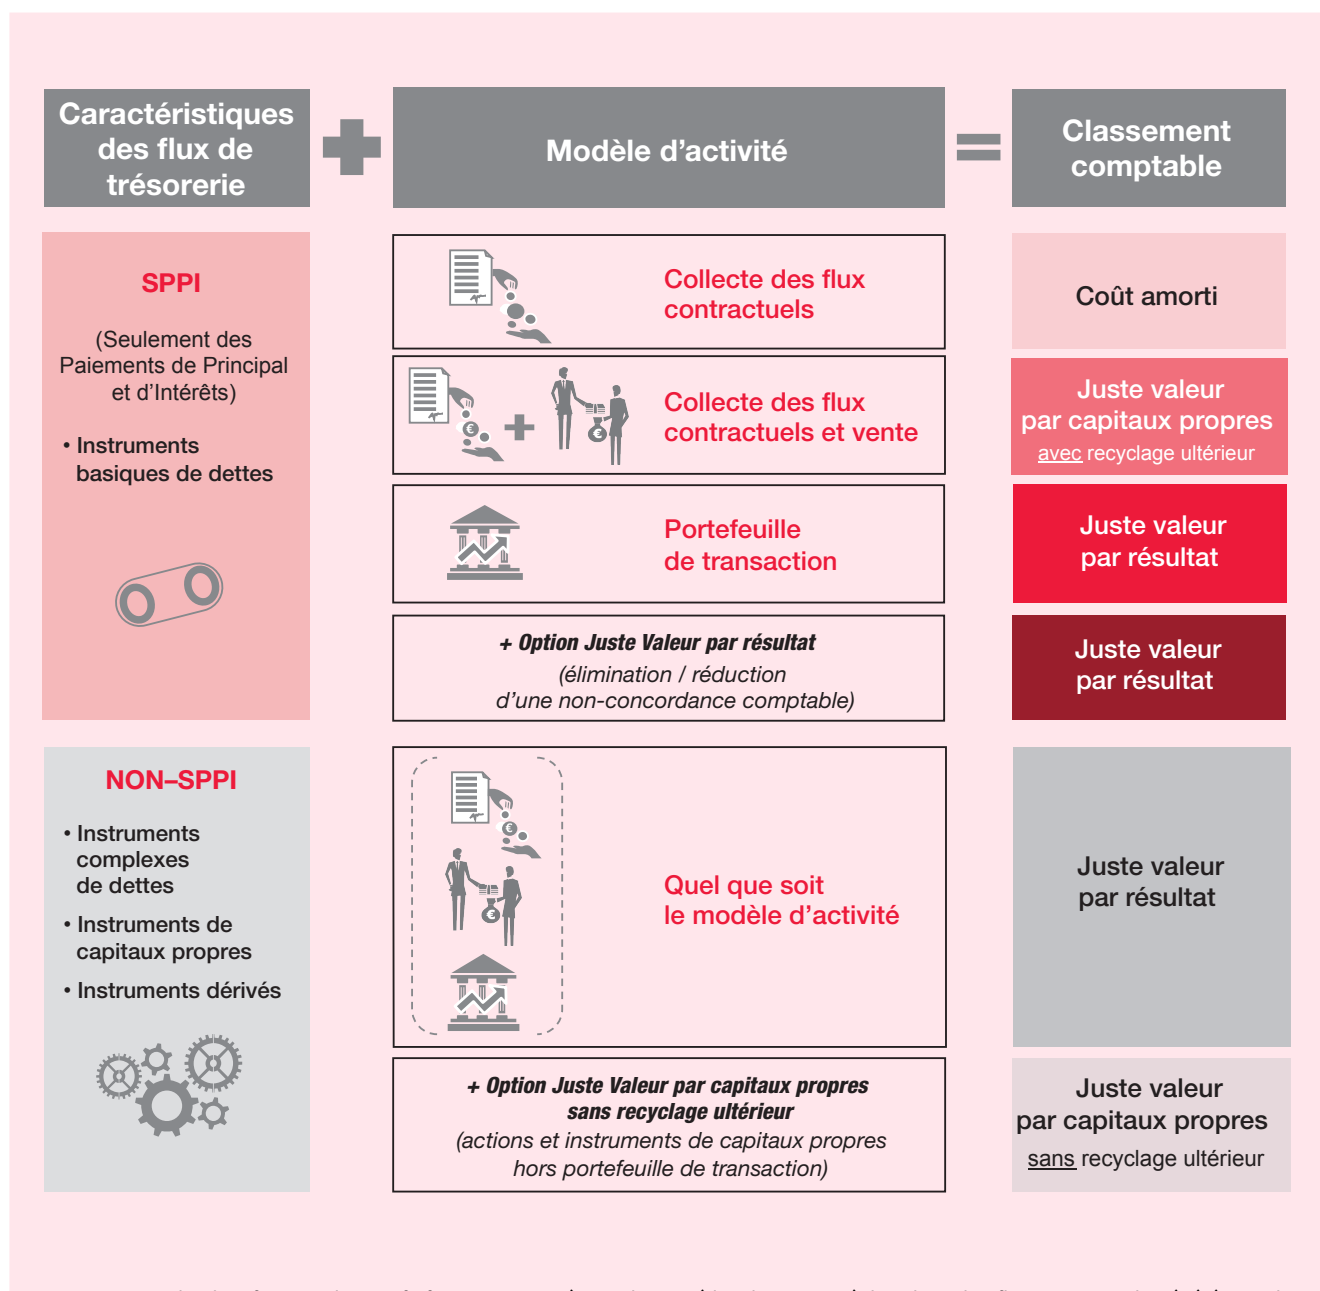 Caractéristiques
des flux de
trésorerie
Modèle d'activité
Classement
comptable
SPPI
(Seulement des
Paiements de Principal
et d'Intérêts)
• Instruments
basiques de dettes
Collecte des flux
contractuels
Coût amorti
€
€
Collecte des flux
contractuels et vente
Juste valeur
par capitaux propres
avec recyclage ultérieur
Portefeuille
de transaction
Juste valeur
par résultat
+ Option Juste Valeur par résultat
(élimination / réduction
d'une non-concordance comptable)
Juste valeur
par résultat
NON–SPPI
• Instruments
complexes
de dettes
• Instruments de
capitaux propres
• Instruments dérivés
€
€
Quel que soit
le modèle d'activité
Juste valeur
par résultat
+ Option Juste Valeur par capitaux propres
sans recyclage ultérieur
(actions et instruments de capitaux propres
hors portefeuille de transaction)
Juste valeur
par capitaux propres
sans recyclage ultérieur